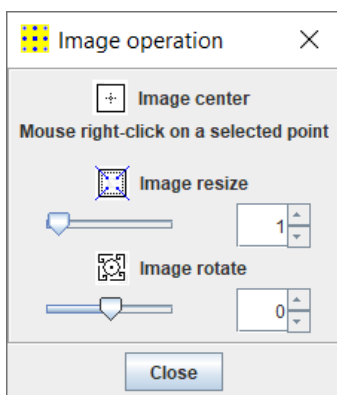 Image operation
Image center
Mouse right-click on a selected point
Image resize
1
Image rotate
0
Close